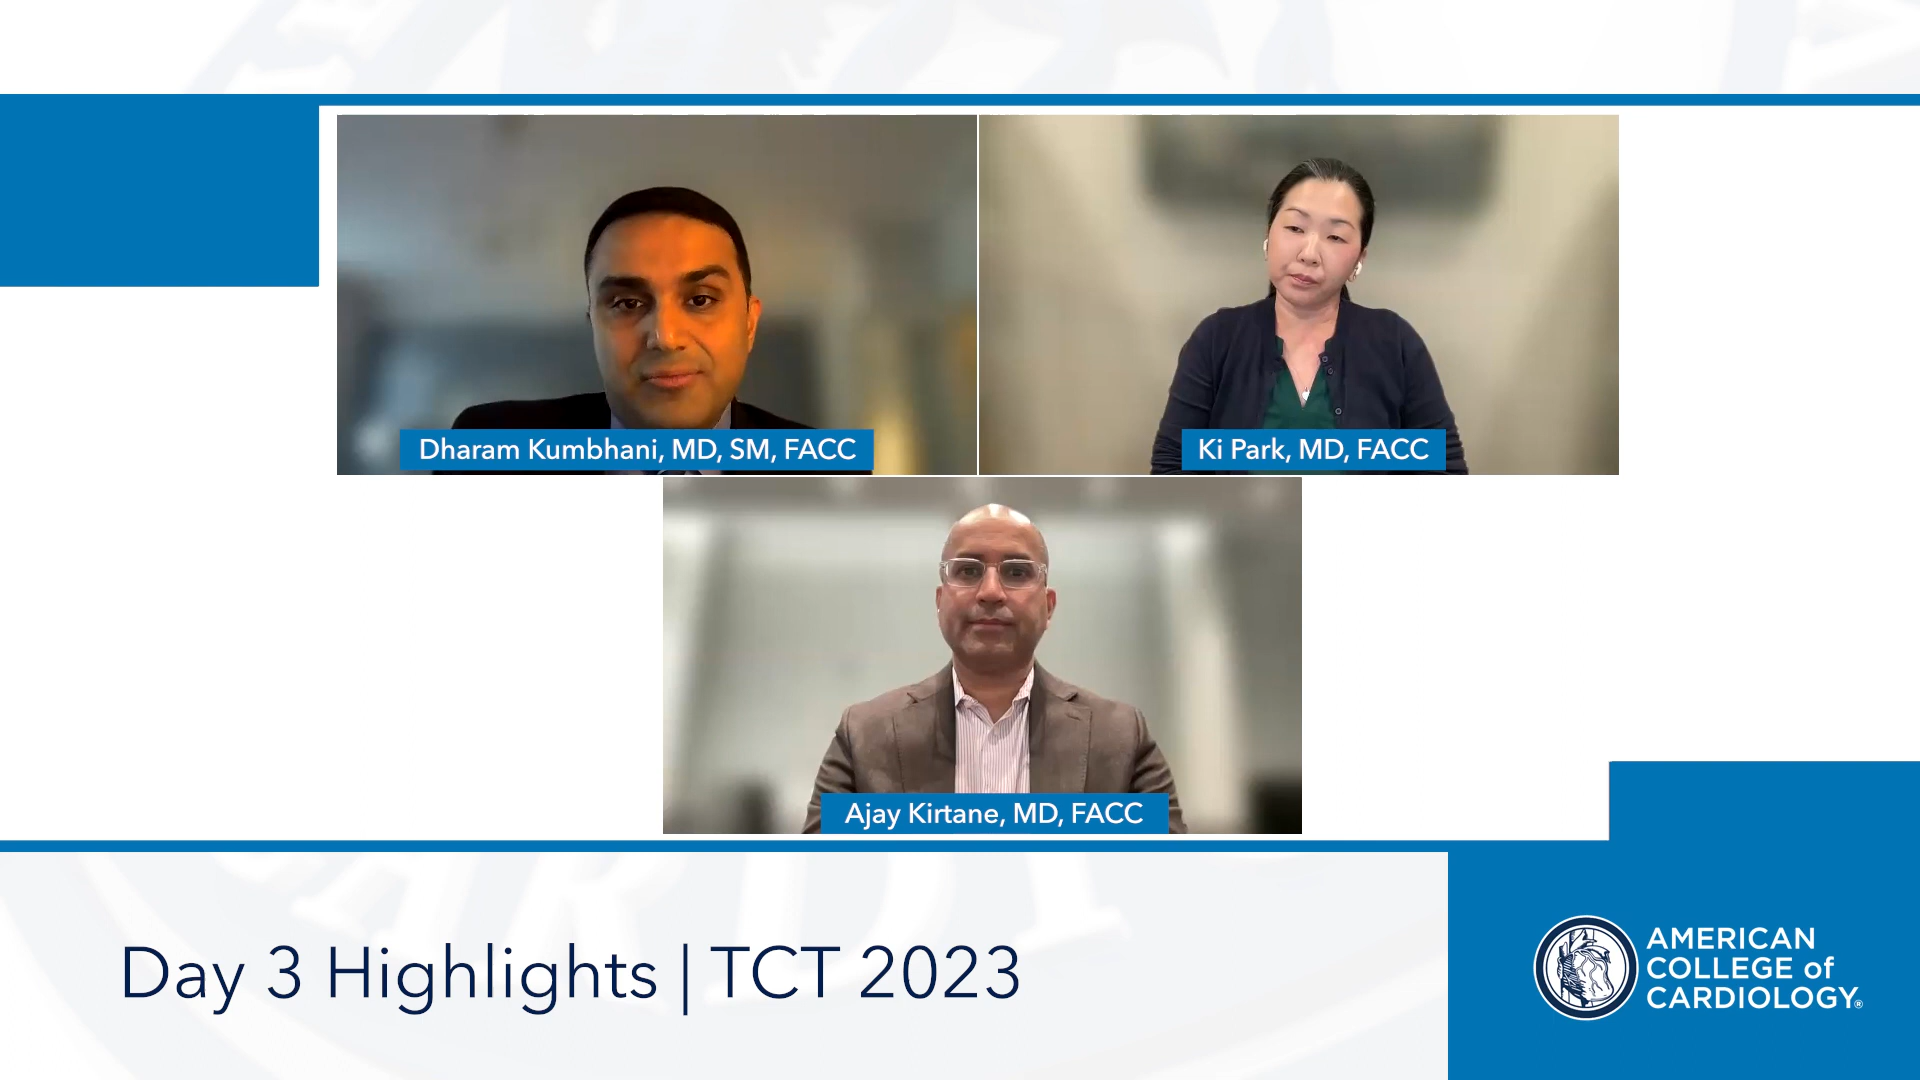 Dharam Kumbhani, MD, SM, FACC
Ki Park, MD, FACC
Ajay Kirtane, MD, FACC
Day 3 Highlights | TCT 2023
AMERICAN
COLLEGE of
CARDIOLOGY®